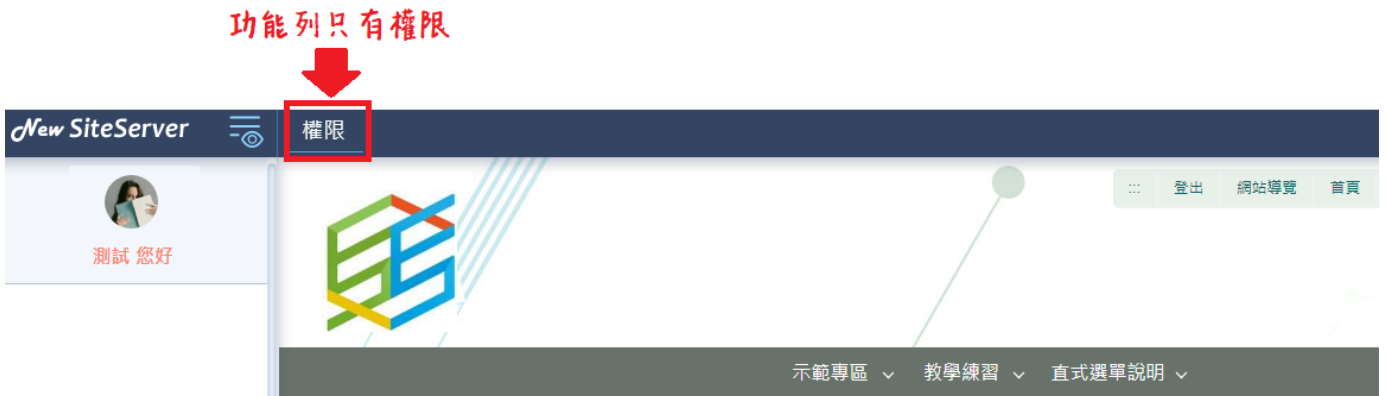 功能列只有權限
New SiteServer
權限
::: 登出 網站導覽 首頁
測試 您好
示範專區 教學練習 直式選單說明